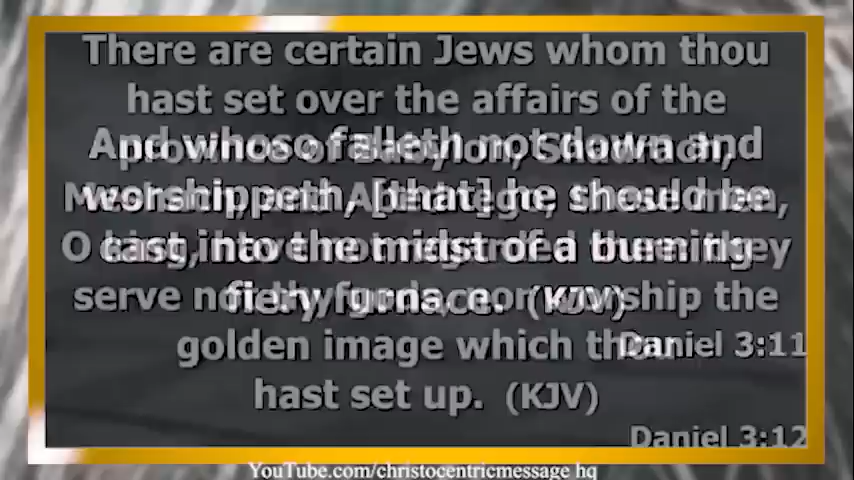 There are certain Jews whom thou
hast set over the affairs of the
province of Babylon, Shadrach,
Meshach, and Abednego; these men,
O king, have not regarded thee: they
serve not thy gods, nor worship the
golden image which thou
hast set up. (KJV)
Daniel 3:12
And whoso falleth not down and
worshippeth, [that] he should be
cast into the midst of a burning
fiery furnace. (KJV)
Daniel 3:11
YouTube.com/christocentricmessage hq